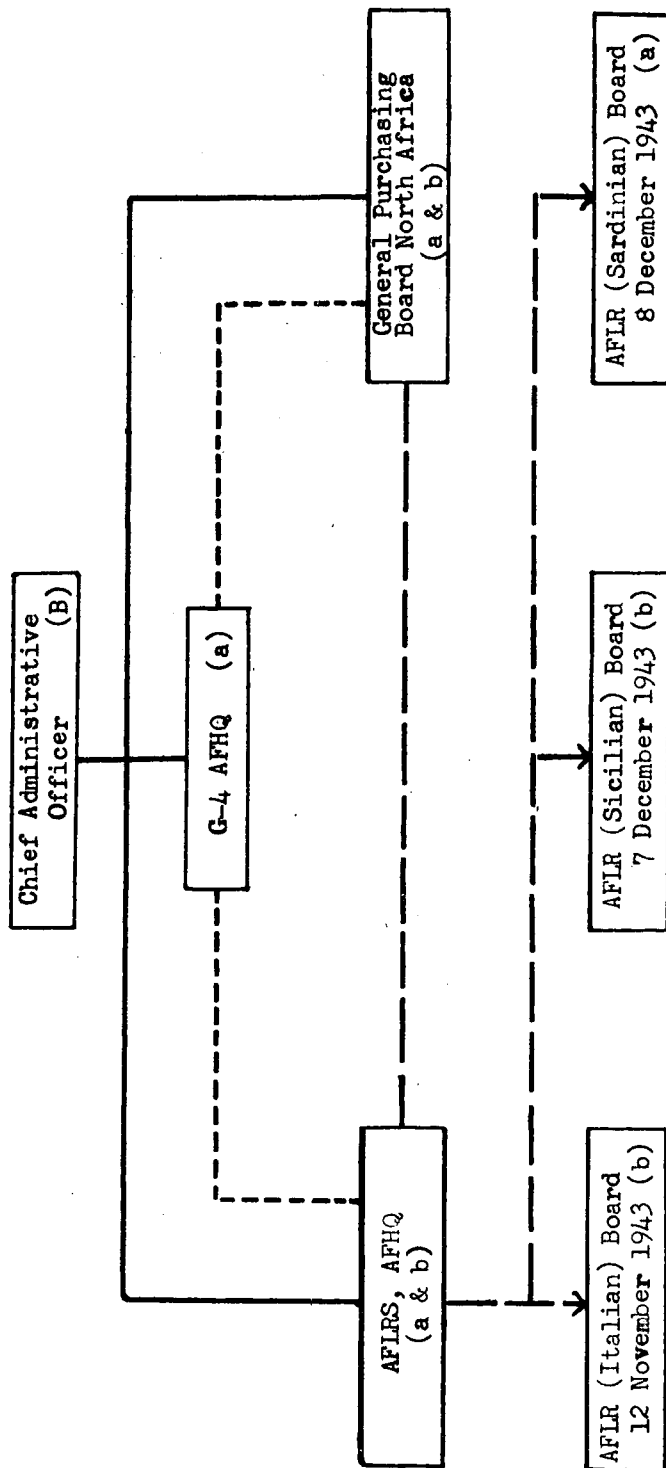 Chief Administrative
Officer (B)
G-4 AFHQ (a)
AFLRS, AFHQ
(a & b)
General Purchasing
Board North Africa
(a & b)
AFLR (Italian) Board
12 November 1943 (b)
AFLR (Sicilian) Board
7 December 1943 (b)
AFLR (Sardinian) Board
8 December 1943 (a)